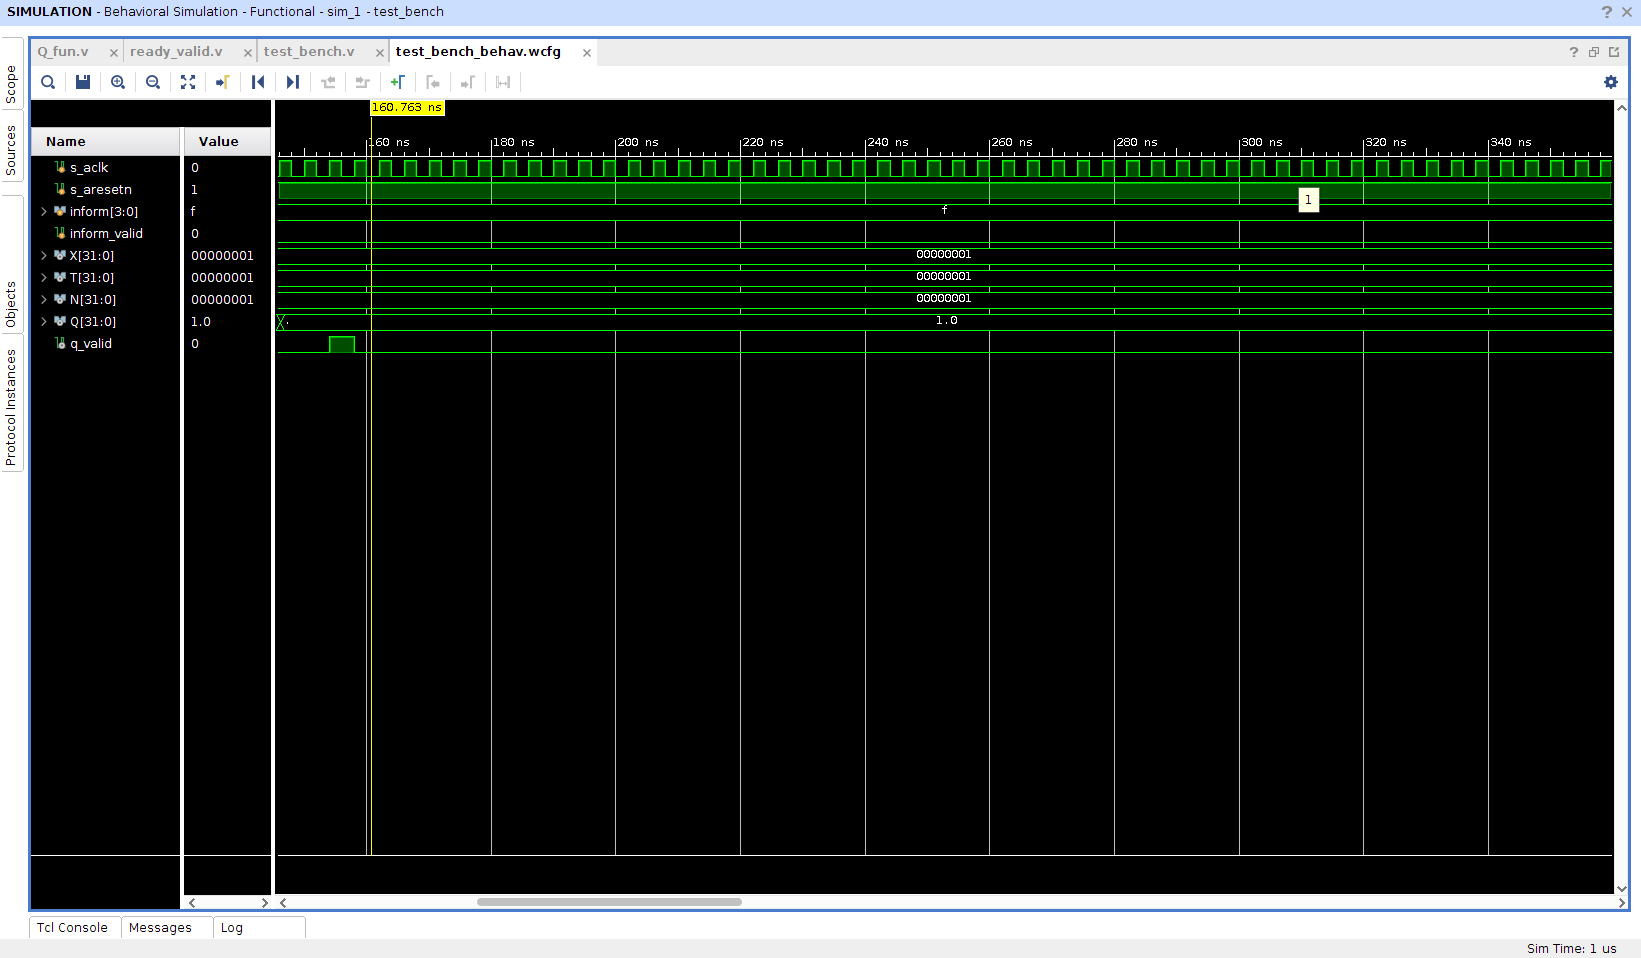 SIMULATION - Behavioral Simulation - Functional - sim_1 - test_bench
Scope
Sources
Objects
Protocol Instances
Q_fun.v
ready_valid.v
test_bench.v
test_bench_behav.wcfg
160.763 ns
Name Value
160 ns 180 ns 200 ns 220 ns 240 ns 260 ns 280 ns 300 ns 320 ns 340 ns
s_aclk 0
s_aresetn 1
1
inform[3:0] f f
inform_valid 0
X[31:0] 00000001 00000001
T[31:0] 00000001 00000001
N[31:0] 00000001 00000001
Q[31:0] 1.0 1.0
q_valid 0
Tcl Console Messages Log
Sim Time: 1 us